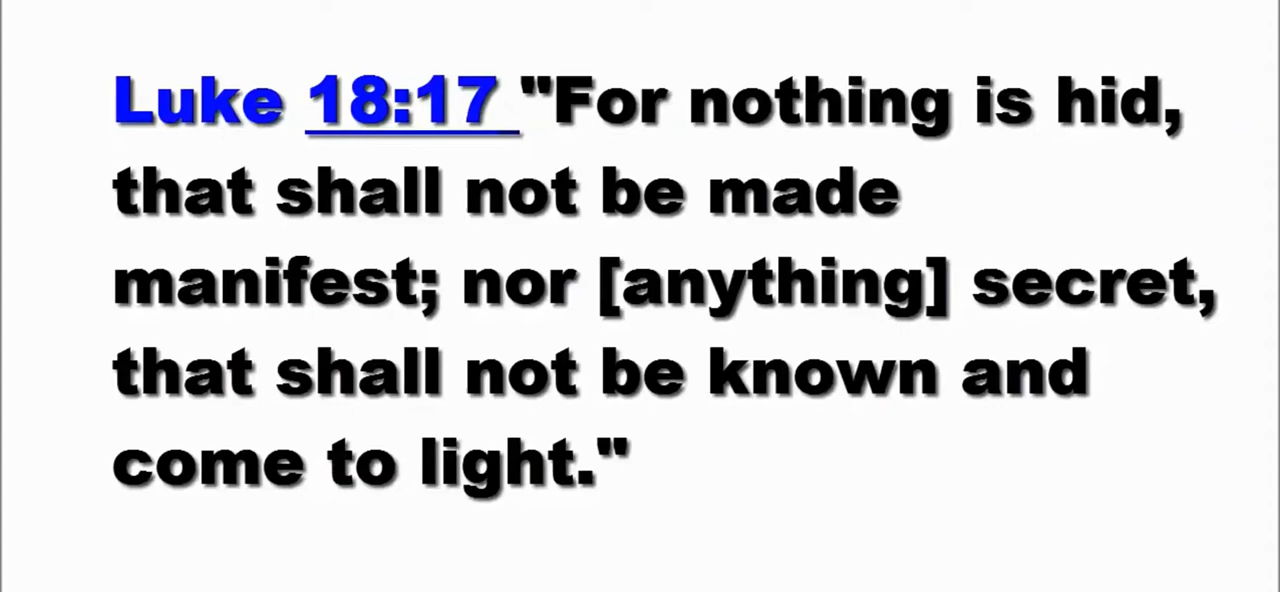 Luke 18:17 "For nothing is hid,
that shall not be made
manifest; nor [anything] secret,
that shall not be known and
come to light."